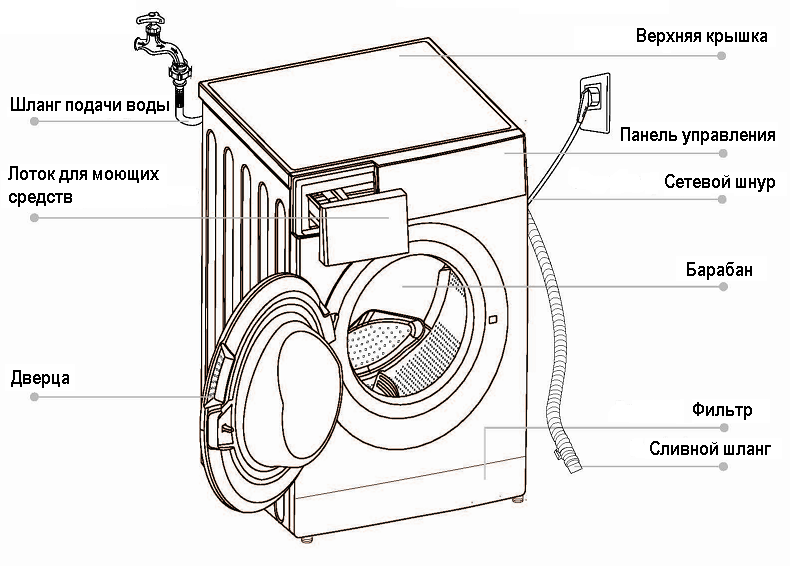 Верхняя крышка
Шланг подачи воды
Панель управления
Лоток для моющих
средств
Сетевой шнур
Барабан
Дверца
Фильтр
Сливной шланг